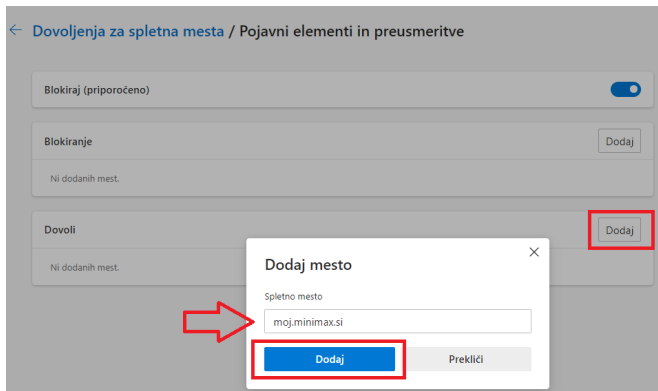 Dovoljenja za spletna mesta / Pojavni elementi in preusmeritve
Blokiraj (priporočeno)
Blokiranje
Dodaj
Ni dodanih mest.
Dovoli
Dodaj
Ni dodanih mest.
Dodaj mesto
Spletno mesto
moj.minimax.si
Dodaj
Prekliči